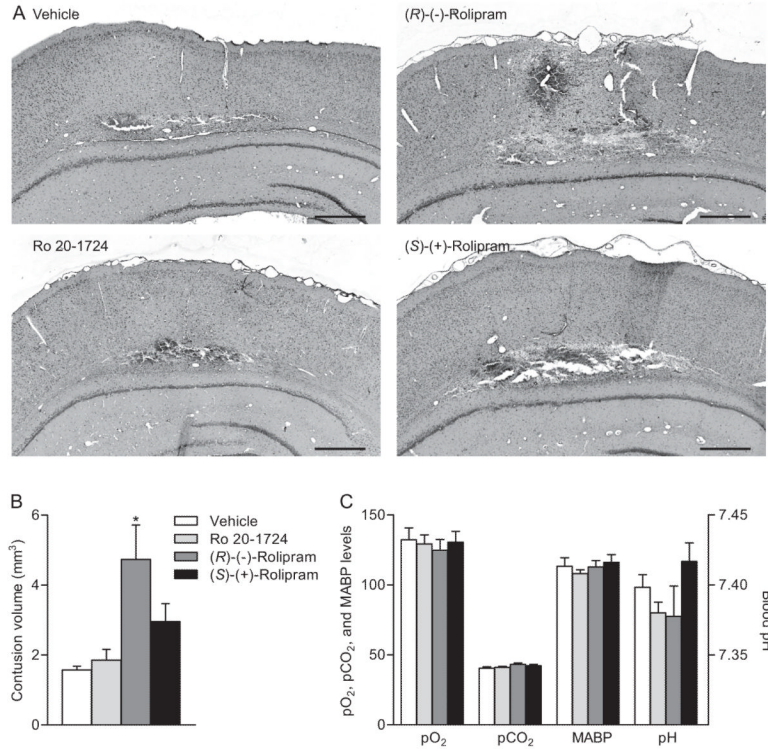 A Vehicle
(R)-(-)-Rolipram
Ro 20-1724
(S)-(+)-Rolipram
B
6
4
2
0
Contusion volume (mm³)
*
Vehicle
Ro 20-1724
(R)-(-)-Rolipram
(S)-(+)-Rolipram
C
150
100
50
0
pO₂, pCO₂, and MABP levels
pO₂ pCO₂ MABP pH
7.45
7.40
7.35
Blood pH